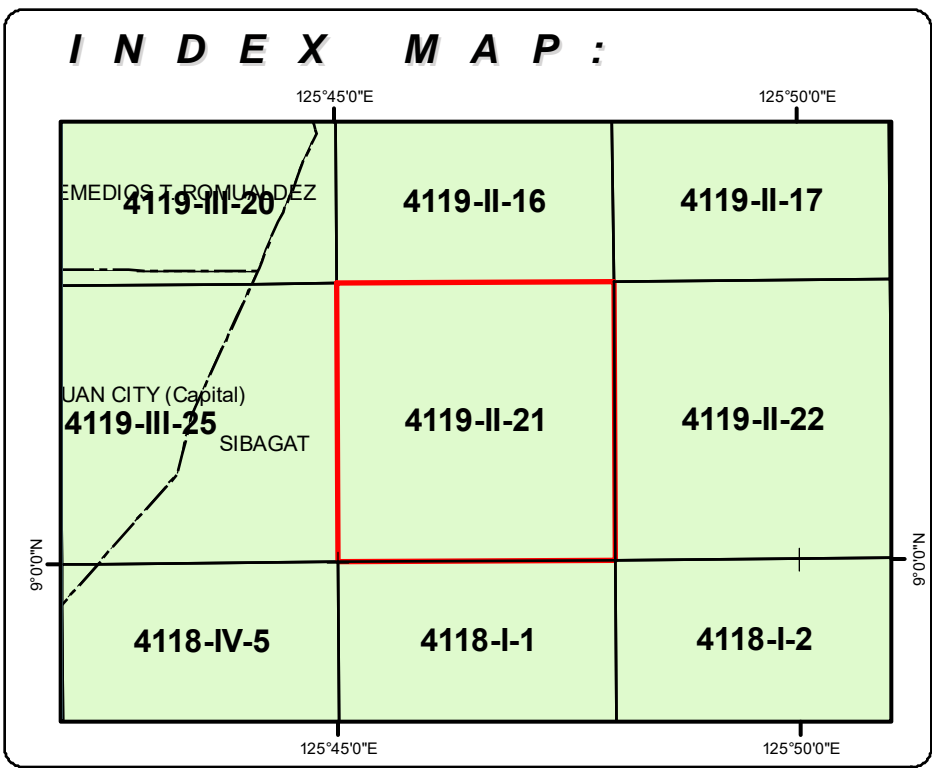 INDEX MAP:
125°45'0"E 125°50'0"E
EMEDIOS T. ROMUALDEZ
4119-III-20 4119-II-16 4119-II-17
UAN CITY (Capital)
4119-III-25 4119-II-21 4119-II-22
SIBAGAT
9°0'0"N 9°0'0"N
4118-IV-5 4118-I-1 4118-I-2
125°45'0"E 125°50'0"E